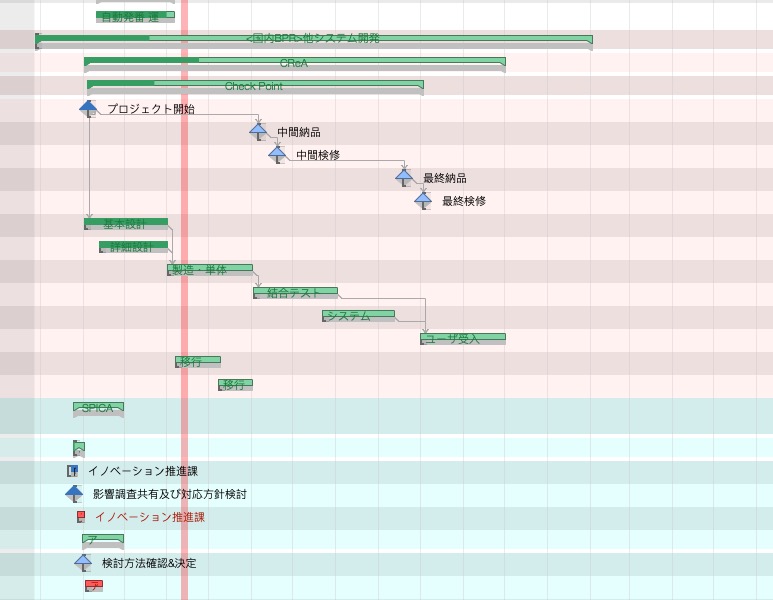 自動発番 運
<国内BPR>他システム開発
CReA
Check Point
プロジェクト開始
中間納品
中間検修
最終納品
最終検修
基本設計
詳細設計
製造・単体
結合テスト
システム
ユーザ受入
移行
移行
SPICA
イノベーション推進課
影響調査共有及び対応方針検討
イノベーション推進課
ア
検討方法確認&決定